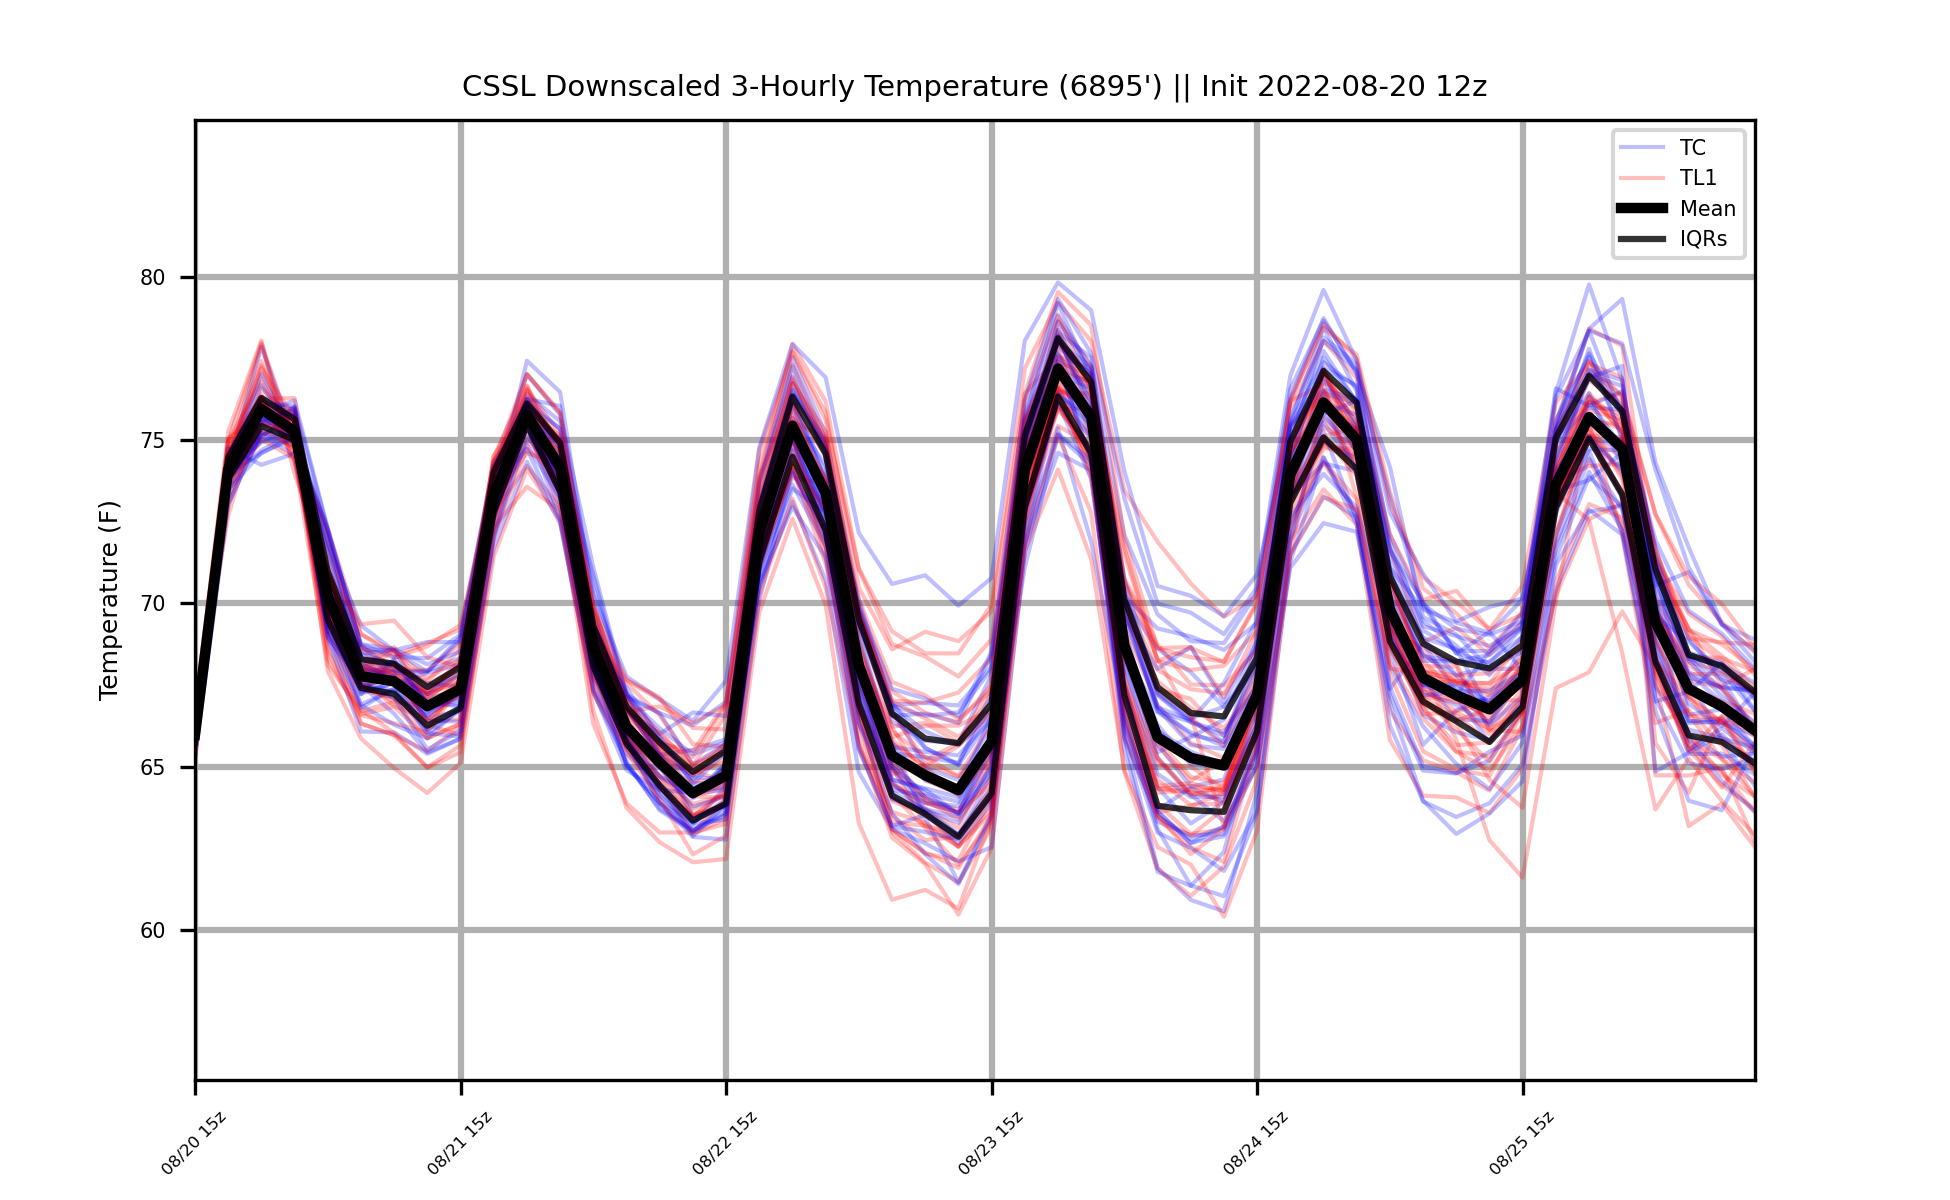 CSSL Downscaled 3-Hourly Temperature (6895') || Init 2022-08-20 12z
TC
TL1
Mean
IQRs
Temperature (F)
80
75
70
65
60
08/20 15z
08/21 15z
08/22 15z
08/23 15z
08/24 15z
08/25 15z